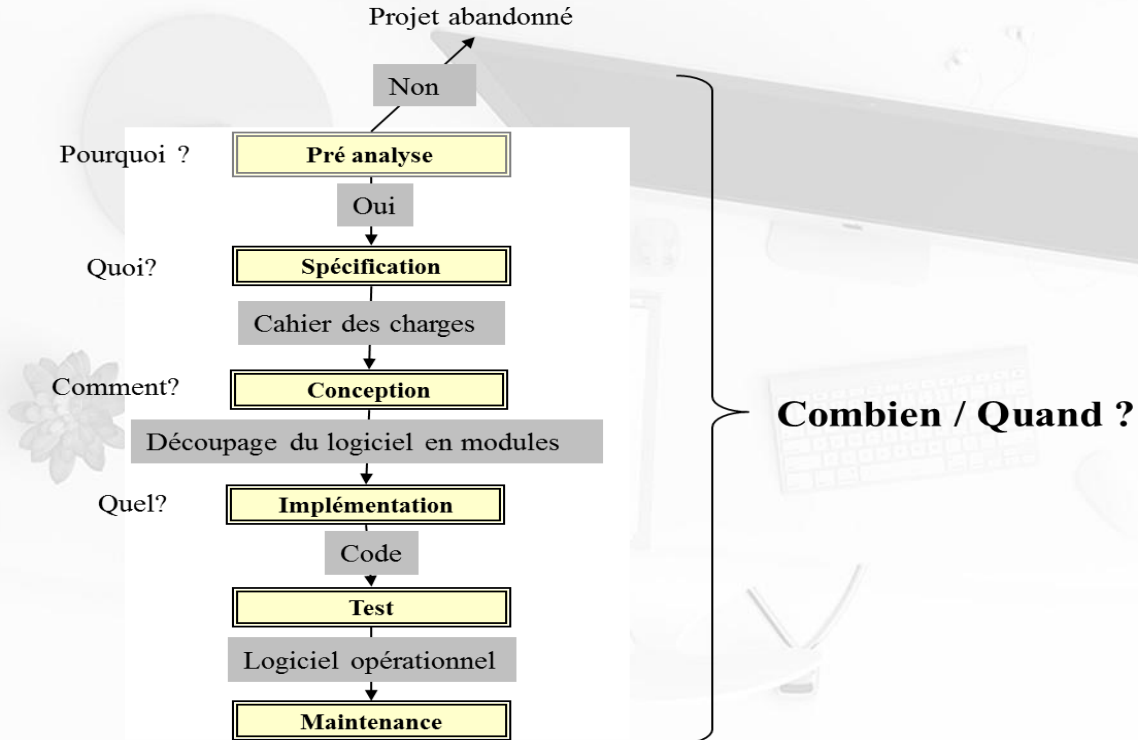 Projet abandonné
Non
Pourquoi ?
Pré analyse
Oui
Quoi?
Spécification
Cahier des charges
Comment?
Conception
Combien / Quand ?
Découpage du logiciel en modules
Quel?
Implémentation
Code
Test
Logiciel opérationnel
Maintenance